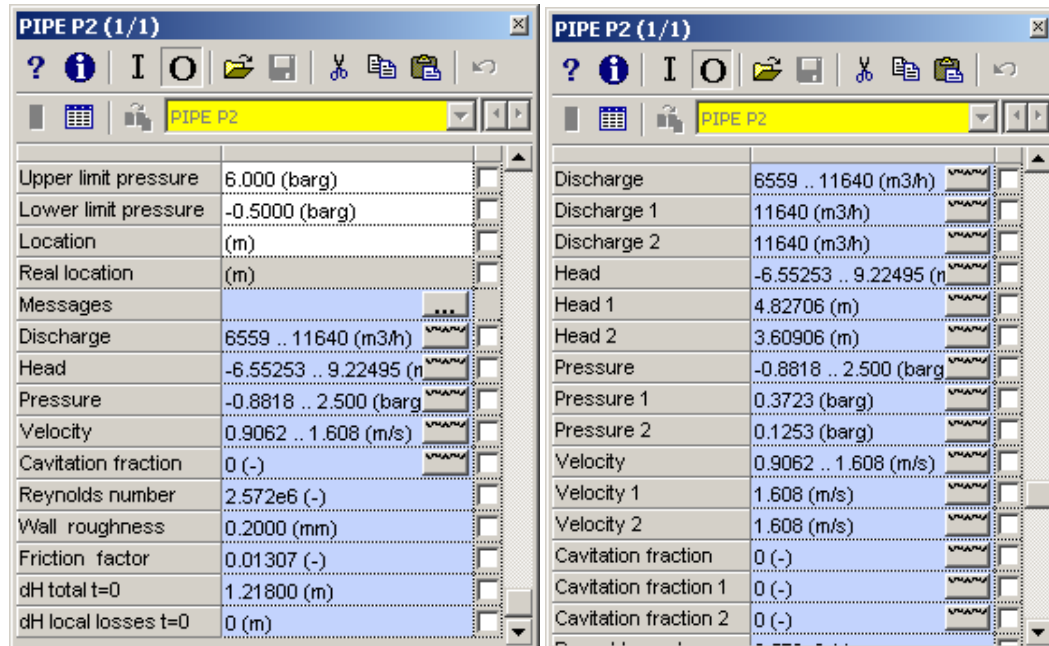 PIPE P2 (1/1)
? i I O
PIPE P2
Upper limit pressure 6.000 (barg)
Lower limit pressure -0.5000 (barg)
Location (m)
Real location (m)
Messages ...
Discharge 6559 .. 11640 (m3/h)
Head -6.55253 .. 9.22495 (m
Pressure -0.8818 .. 2.500 (barg
Velocity 0.9062 .. 1.608 (m/s)
Cavitation fraction 0 (-)
Reynolds number 2.572e6 (-)
Wall roughness 0.2000 (mm)
Friction factor 0.01307 (-)
dH total t=0 1.21800 (m)
dH local losses t=0 0 (m)
PIPE P2 (1/1)
? i I O
PIPE P2
Discharge 6559 .. 11640 (m3/h)
Discharge 1 11640 (m3/h)
Discharge 2 11640 (m3/h)
Head -6.55253 .. 9.22495 (m
Head 1 4.82706 (m)
Head 2 3.60906 (m)
Pressure -0.8818 .. 2.500 (barg
Pressure 1 0.3723 (barg)
Pressure 2 0.1253 (barg)
Velocity 0.9062 .. 1.608 (m/s)
Velocity 1 1.608 (m/s)
Velocity 2 1.608 (m/s)
Cavitation fraction 0 (-)
Cavitation fraction 1 0 (-)
Cavitation fraction 2 0 (-)